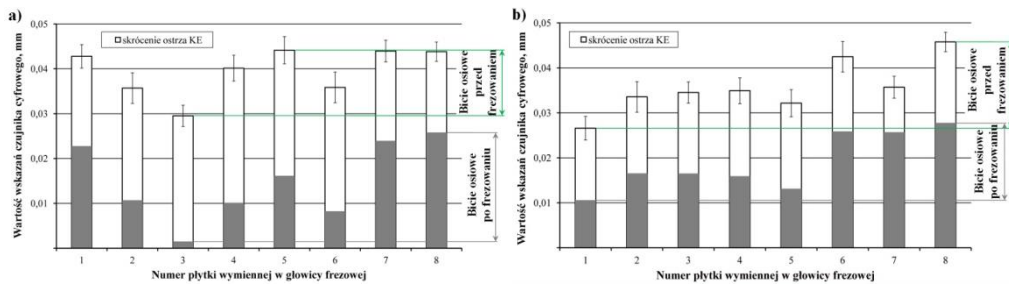 a)
Wartość wskazań czujnika cyfrowego, mm
0,05
0,04
0,03
0,02
0,01
skrócenie ostrza KE
Bicie osiowe
przed
frezowaniem
Bicie osiowe
po frezowaniu
1 2 3 4 5 6 7 8
Numer płytki wymiennej w głowicy frezowej
b)
Wartość wskazań czujnika cyfrowego, mm
0,05
0,04
0,03
0,02
0,01
skrócenie ostrza KE
Bicie osiowe
przed
frezowaniem
Bicie osiowe
po frezowaniu
1 2 3 4 5 6 7 8
Numer płytki wymiennej w głowicy frezowej